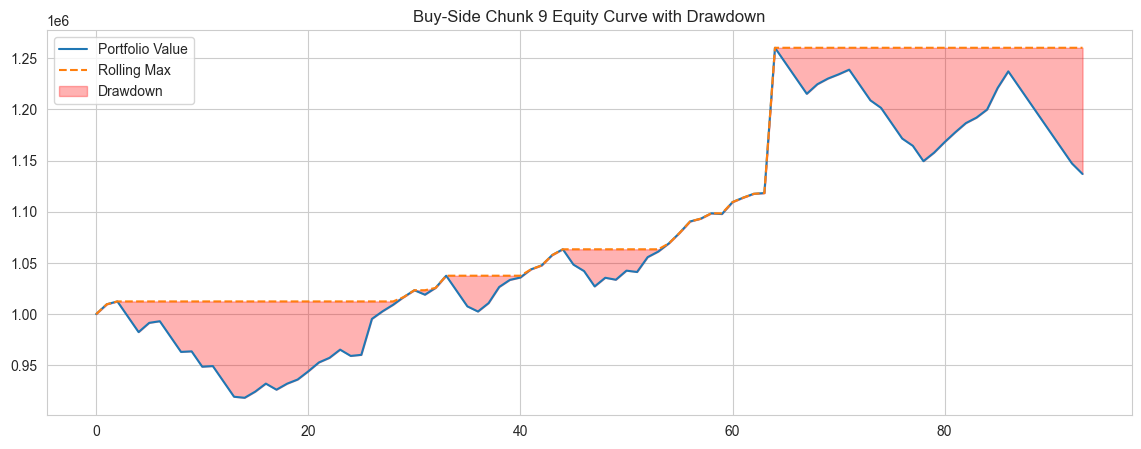 Buy-Side Chunk 9 Equity Curve with Drawdown
1e6
Portfolio Value
Rolling Max
Drawdown
1.25
1.20
1.15
1.10
1.05
1.00
0.95
0 20 40 60 80